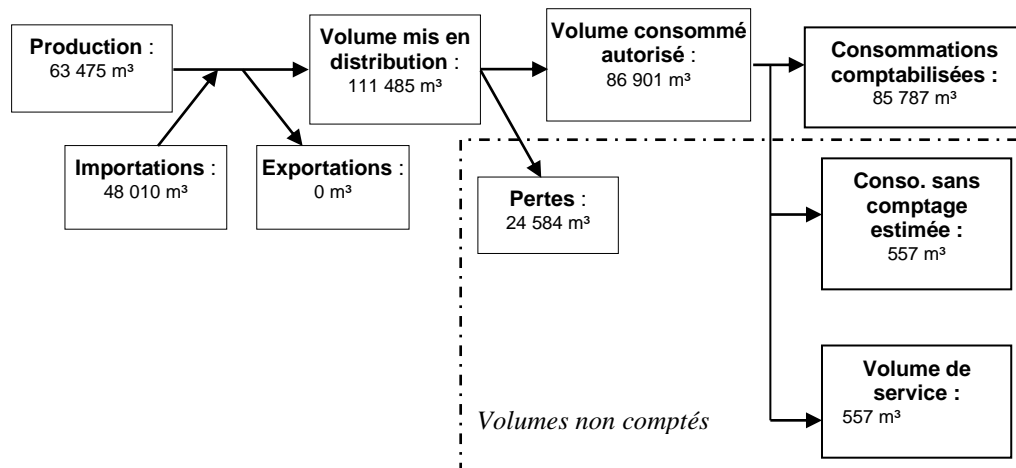 Production :
63 475 m³
Volume mis en
distribution :
111 485 m³
Volume consommé
autorisé :
86 901 m³
Consommations
comptabilisées :
85 787 m³
Importations :
48 010 m³
Exportations :
0 m³
Pertes :
24 584 m³
Conso. sans
comptage
estimée :
557 m³
Volume de
service :
557 m³
Volumes non comptés